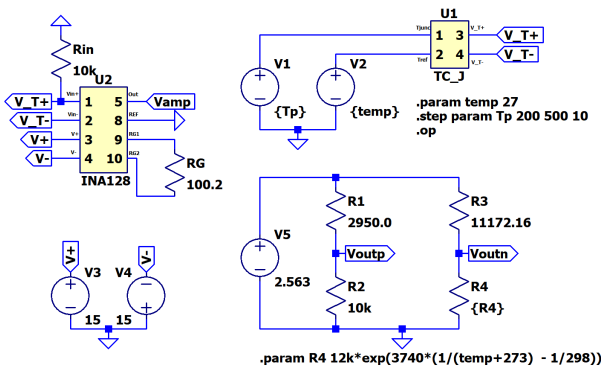 U1
Tjunc
V_T+
V_T+
1
3
2
4
Tref
V_T-
V_T-
TC_J
Rin
10k
U2
V_T+
Vin+
1
5
Out
Vamp
V_T-
Vin-
2
8
REF
V+
V+
3
9
RG1
V-
V-
4
10
RG2
INA128
RG
100.2
V1
{Tp}
V2
{temp}
.param temp 27
.step param Tp 200 500 10
.op
V+
V-
V3
15
V4
15
V5
2.563
R1
2950.0
R3
11172.16
Voutp
Voutn
R2
10k
R4
{R4}
.param R4 12k*exp(3740*(1/(temp+273) - 1/298))